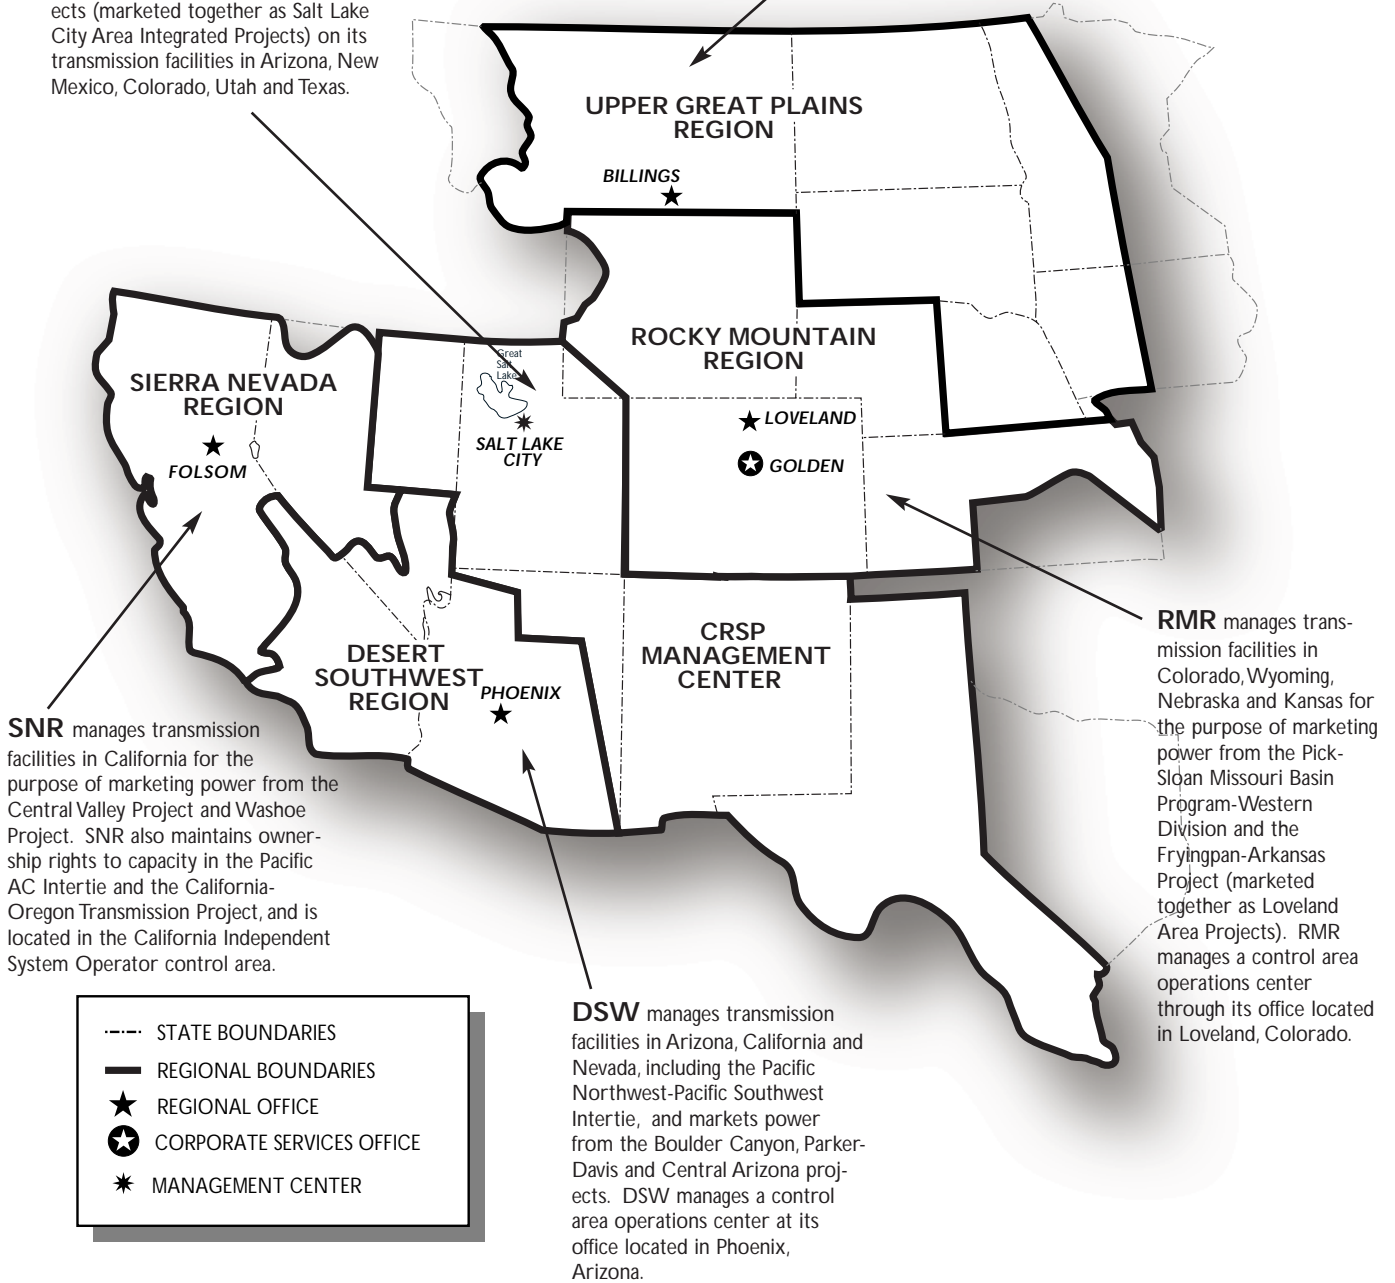 ects (marketed together as Salt Lake
City Area Integrated Projects) on its
transmission facilities in Arizona, New
Mexico, Colorado, Utah and Texas.
UPPER GREAT PLAINS
REGION
BILLINGS
ROCKY MOUNTAIN
REGION
Great
Salt
Lake
SIERRA NEVADA
REGION
LOVELAND
SALT LAKE
CITY
GOLDEN
FOLSOM
CRSP
MANAGEMENT
CENTER
DESERT
SOUTHWEST
REGION
PHOENIX
RMR manages trans-
mission facilities in
Colorado, Wyoming,
Nebraska and Kansas for
the purpose of marketing
power from the Pick-
Sloan Missouri Basin
Program-Western
Division and the
Fryingpan-Arkansas
Project (marketed
together as Loveland
Area Projects). RMR
manages a control area
operations center
through its office located
in Loveland, Colorado.
SNR manages transmission
facilities in California for the
purpose of marketing power from the
Central Valley Project and Washoe
Project. SNR also maintains owner-
ship rights to capacity in the Pacific
AC Intertie and the California-
Oregon Transmission Project, and is
located in the California Independent
System Operator control area.
DSW manages transmission
facilities in Arizona, California and
Nevada, including the Pacific
Northwest-Pacific Southwest
Intertie, and markets power
from the Boulder Canyon, Parker-
Davis and Central Arizona proj-
ects. DSW manages a control
area operations center at its
office located in Phoenix,
Arizona.
STATE BOUNDARIES
REGIONAL BOUNDARIES
REGIONAL OFFICE
CORPORATE SERVICES OFFICE
MANAGEMENT CENTER